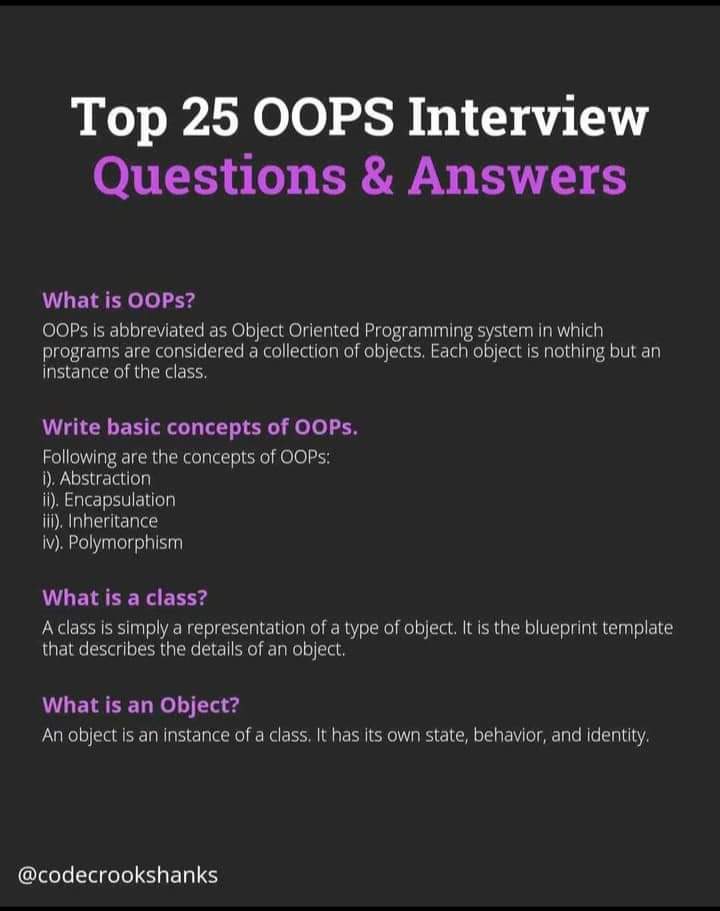 Top 25 OOPS Interview
Questions & Answers
What is OOPs?
OOPs is abbreviated as Object Oriented Programming system in which
programs are considered a collection of objects. Each object is nothing but an
instance of the class.
Write basic concepts of OOPs.
Following are the concepts of OOPs:
i). Abstraction
ii). Encapsulation
iii). Inheritance
iv). Polymorphism
What is a class?
A class is simply a representation of a type of object. It is the blueprint template
that describes the details of an object.
What is an Object?
An object is an instance of a class. It has its own state, behavior, and identity.
@codecrookshanks